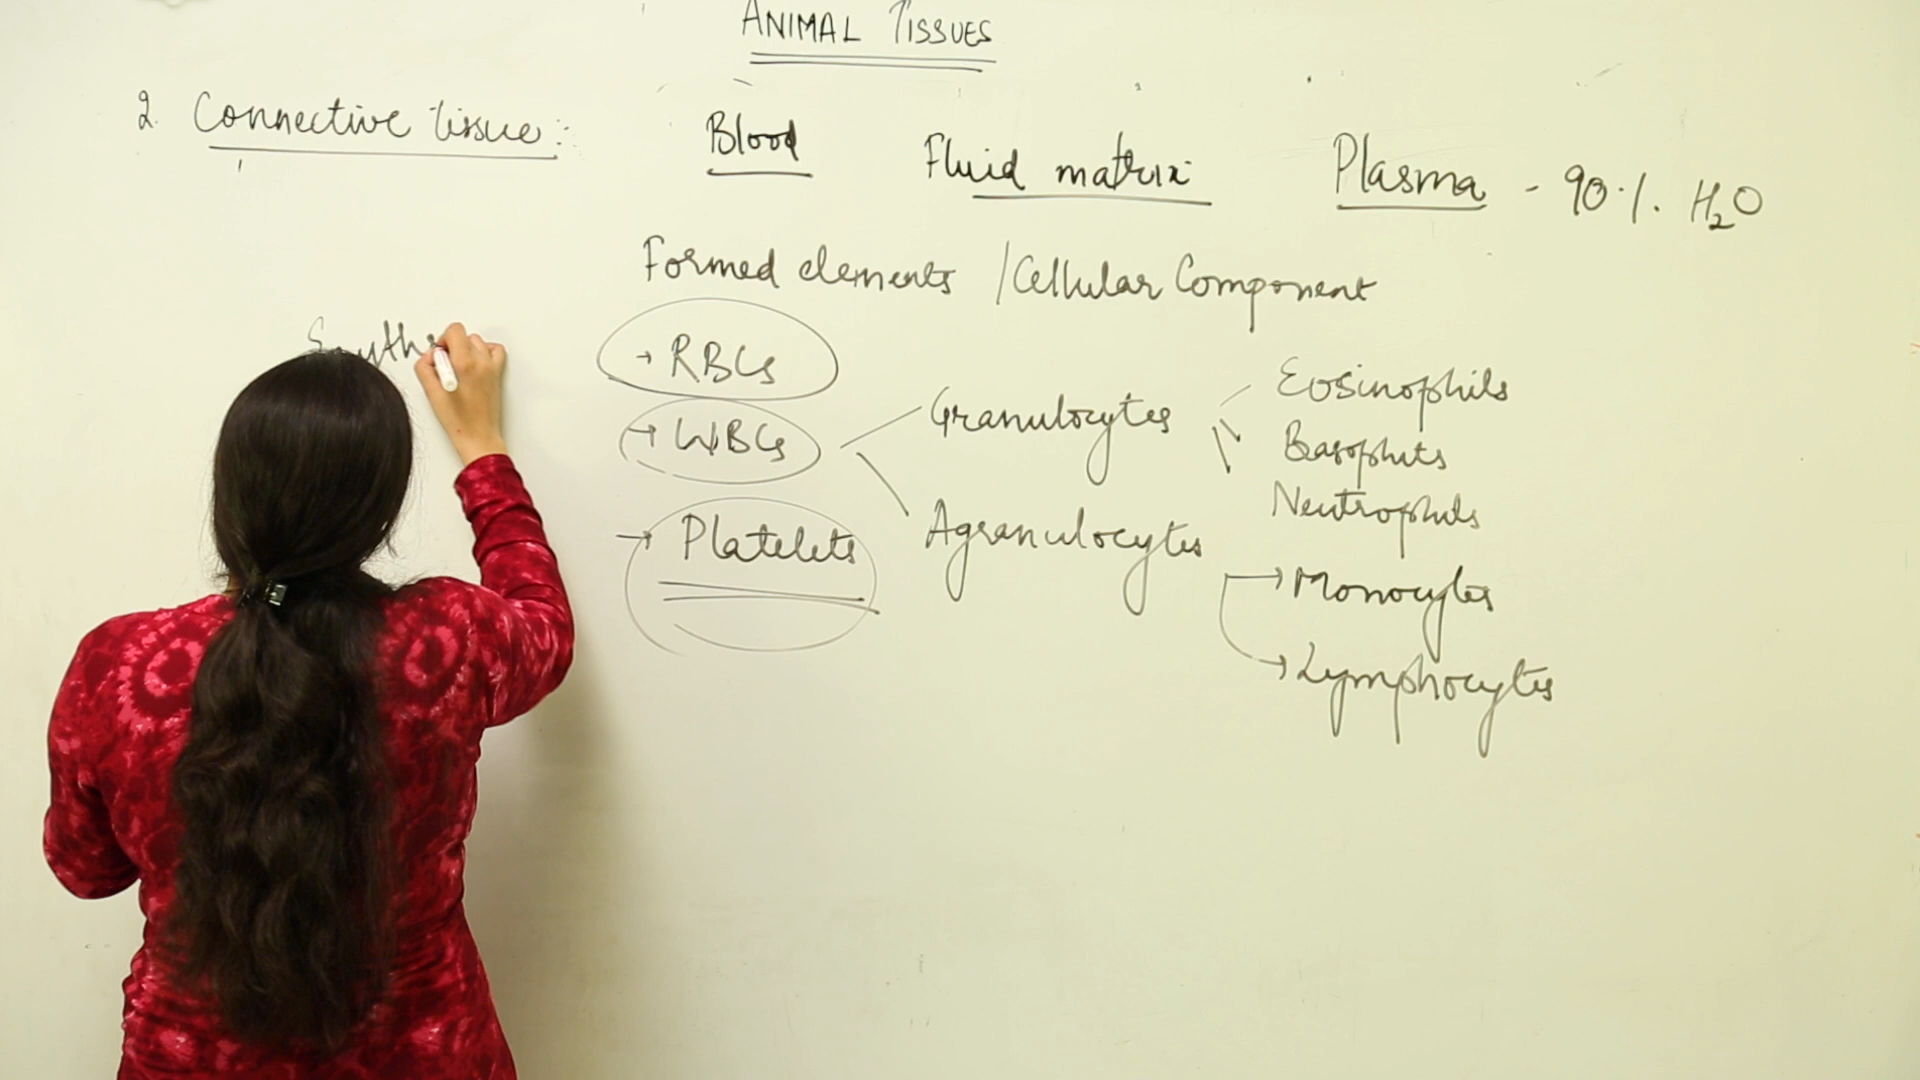 ANIMAL TISSUES
2. Connective tissue:
Blood
Fluid matrix
Plasma - 90% H₂O
Formed elements / Cellular Component
Eryth
→ RBCs
→ WBCs
→ Platelets
Granulocytes
Agranulocytes
Eosinophils
Basophils
Neutrophils
→ Monocytes
→ Lymphocytes